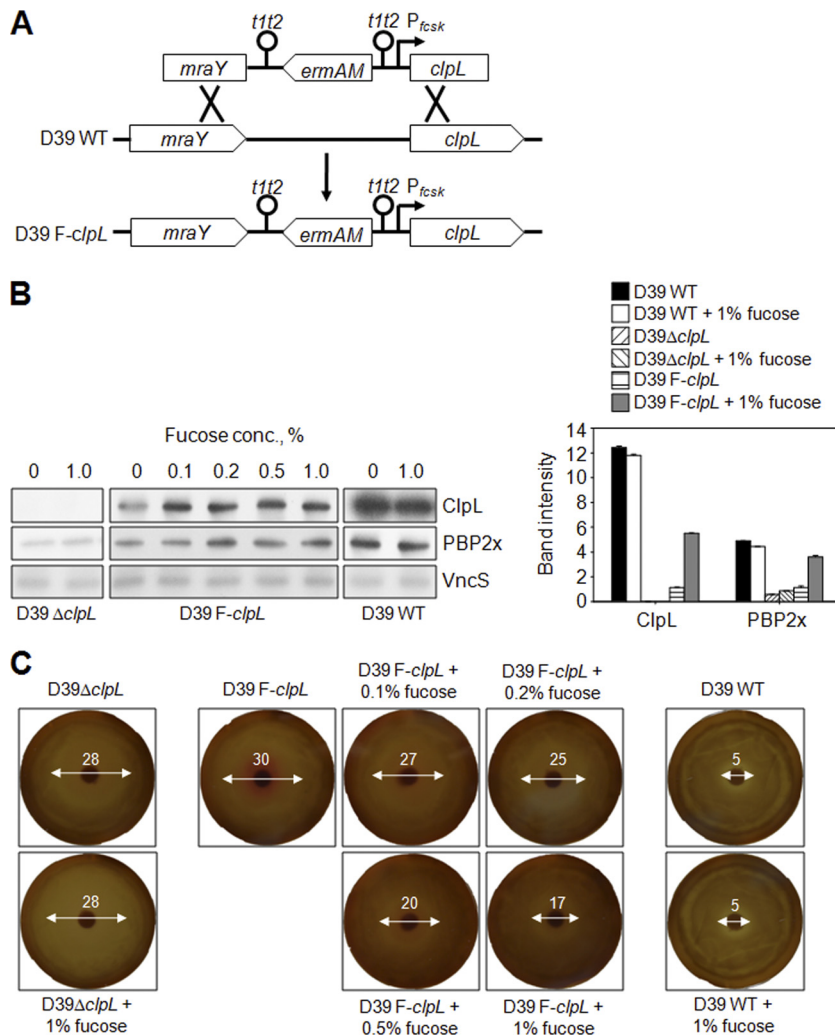 A
t1t2 t1t2 Pfcsk
mraY ermAM clpL
D39 WT mraY clpL
t1t2 t1t2 Pfcsk
D39 F-clpL mraY ermAM clpL
B
D39 WT
D39 WT + 1% fucose
D39ΔclpL
D39ΔclpL + 1% fucose
D39 F-clpL
D39 F-clpL + 1% fucose
Fucose conc., %
0 1.0 0 0.1 0.2 0.5 1.0 0 1.0
ClpL
PBP2x
VncS
D39 ΔclpL D39 F-clpL D39 WT
Band intensity
14
12
10
8
6
4
2
0
ClpL PBP2x
C
D39ΔclpL D39 F-clpL D39 F-clpL + D39 F-clpL + D39 WT
0.1% fucose 0.2% fucose
28 30 27 25 5
28 20 17 5
D39ΔclpL + D39 F-clpL + D39 F-clpL + D39 WT +
1% fucose 0.5% fucose 1% fucose 1% fucose